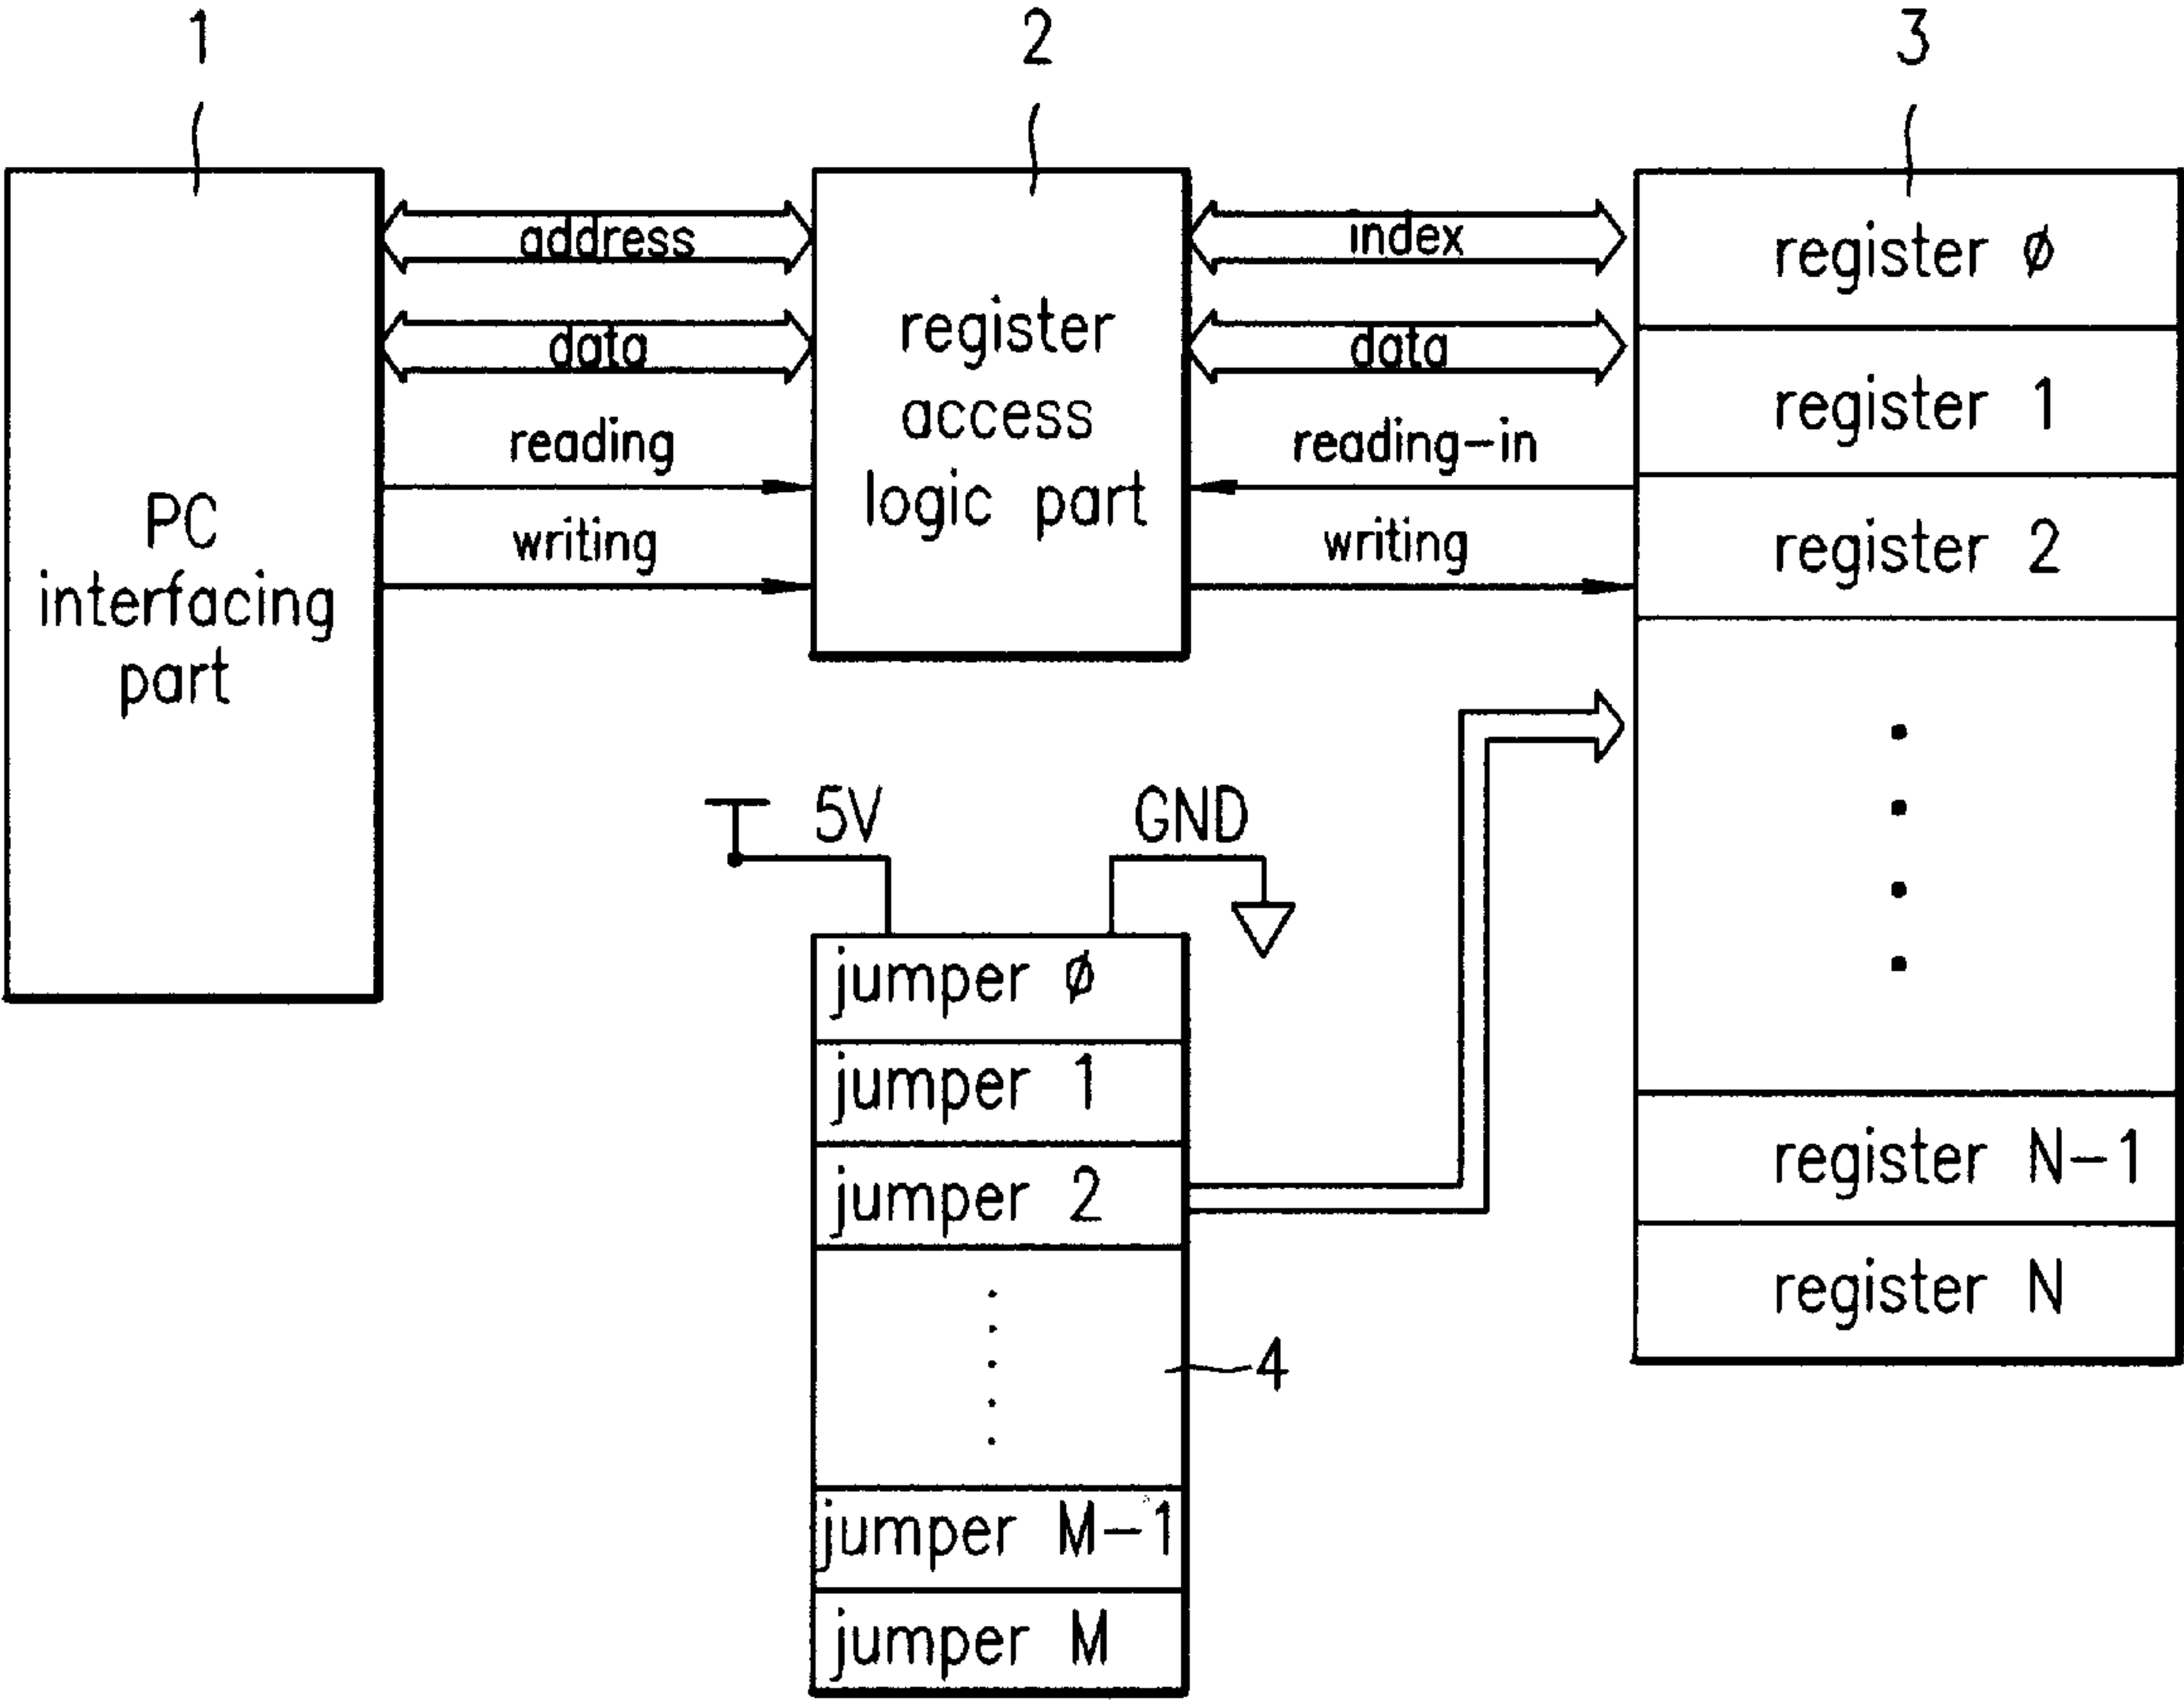 1
2
3
address
data
reading
writing
index
data
reading-in
writing
PC
interfacing
part
register
access
logic part
register ϕ
register 1
register 2
register N-1
register N
5V
GND
jumper ϕ
jumper 1
jumper 2
jumper M-1
jumper M
4